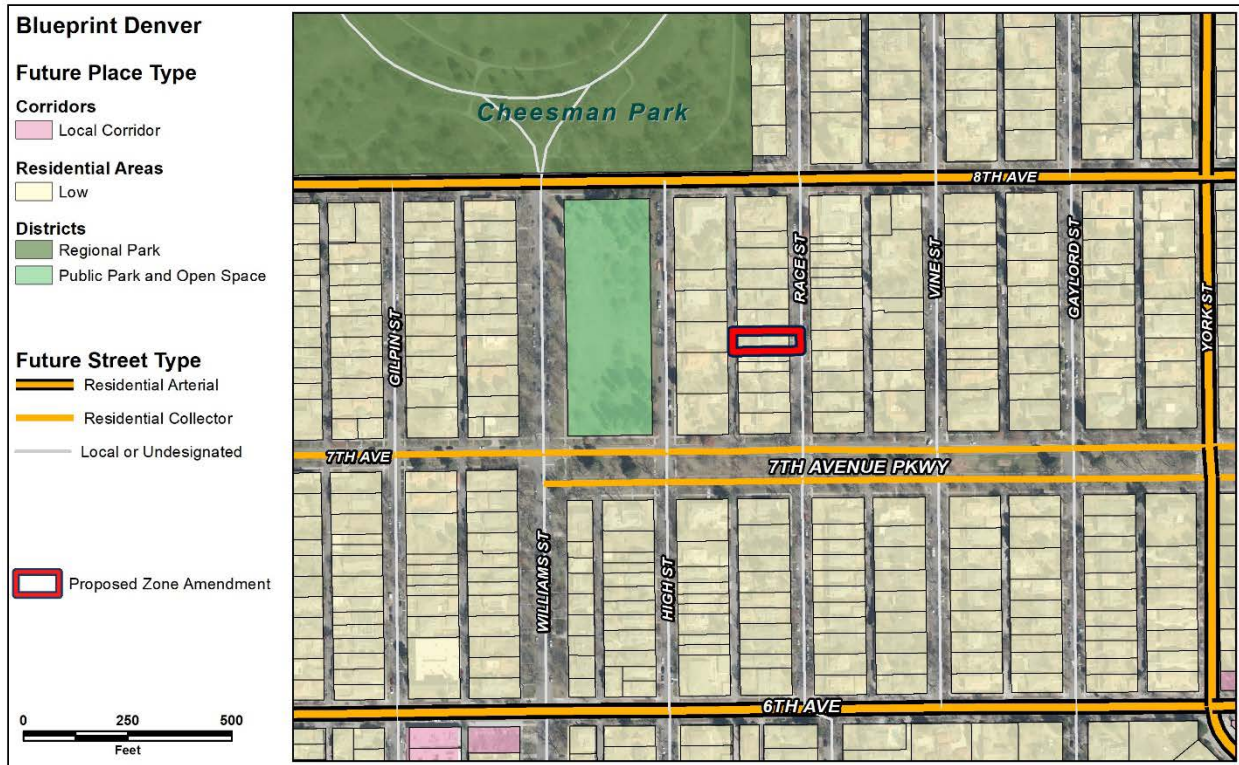 Blueprint Denver
Future Place Type
Corridors
Local Corridor
Residential Areas
Low
Districts
Regional Park
Public Park and Open Space
Future Street Type
Residential Arterial
Residential Collector
Local or Undesignated
Proposed Zone Amendment
0 250 500
Feet
Cheesman Park
8TH AVE
GILPIN ST
RACE ST
VINE ST
GAYLORD ST
YORK ST
7TH AVE
7TH AVENUE PKWY
WILLIAMS ST
HIGH ST
6TH AVE